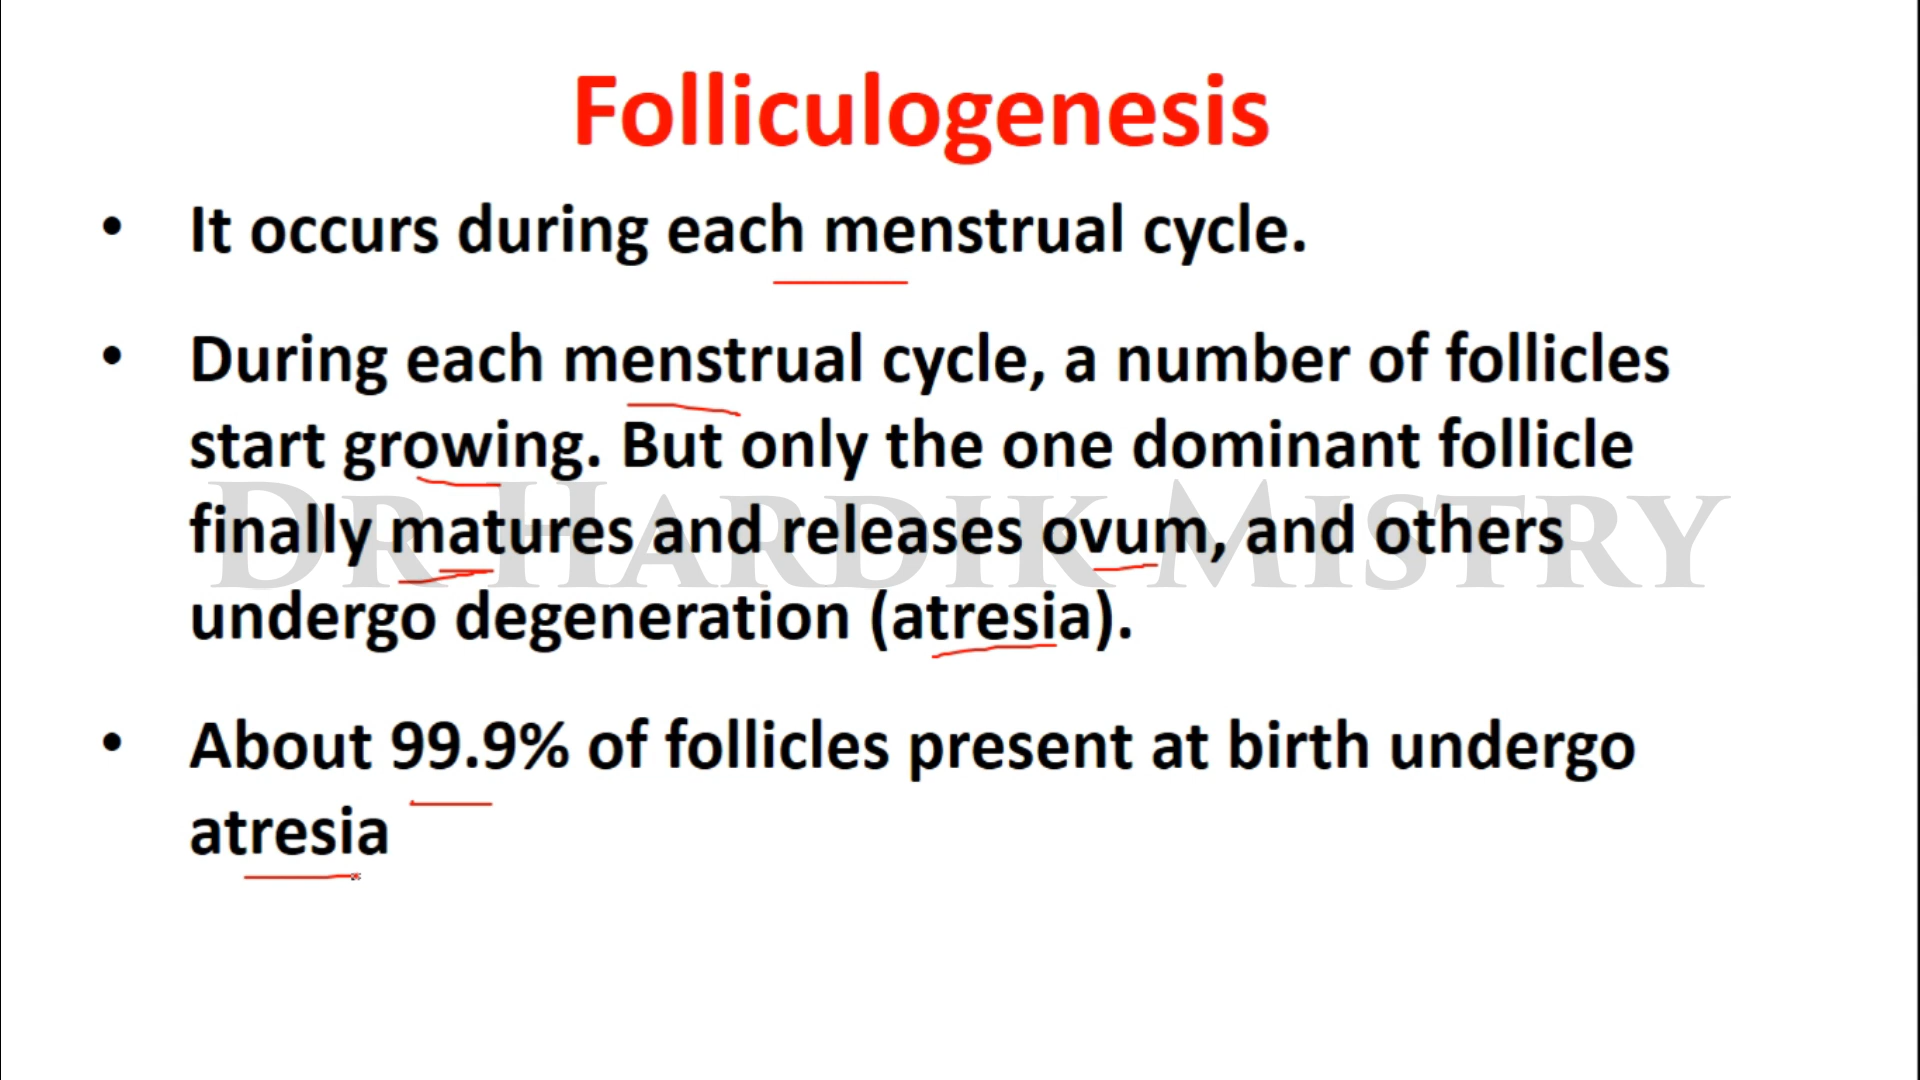 Folliculogenesis
• It occurs during each menstrual cycle.
• During each menstrual cycle, a number of follicles
start growing. But only the one dominant follicle
finally matures and releases ovum, and others
undergo degeneration (atresia).
• About 99.9% of follicles present at birth undergo
atresia
DR HARDIK MISTRY